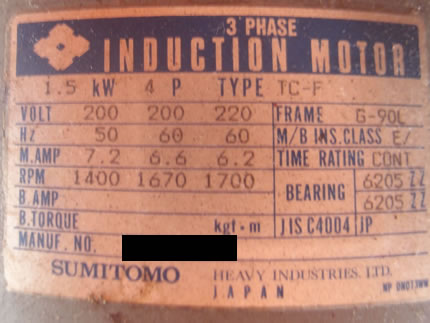 3 PHASE
INDUCTION MOTOR
1.5 kW 4 P TYPE TC-F
VOLT 200 200 220 FRAME G-90L
Hz 50 60 60 M/B INS.CLASS E/
M.AMP 7.2 6.6 6.2 TIME RATING CONT
RPM 1400 1670 1700 BEARING 6205 ZZ
B.AMP 6205 ZZ
B.TORQUE kgf-m JIS C4004 JP
MANUF. NO.
SUMITOMO HEAVY INDUSTRIES. LTD.
JAPAN